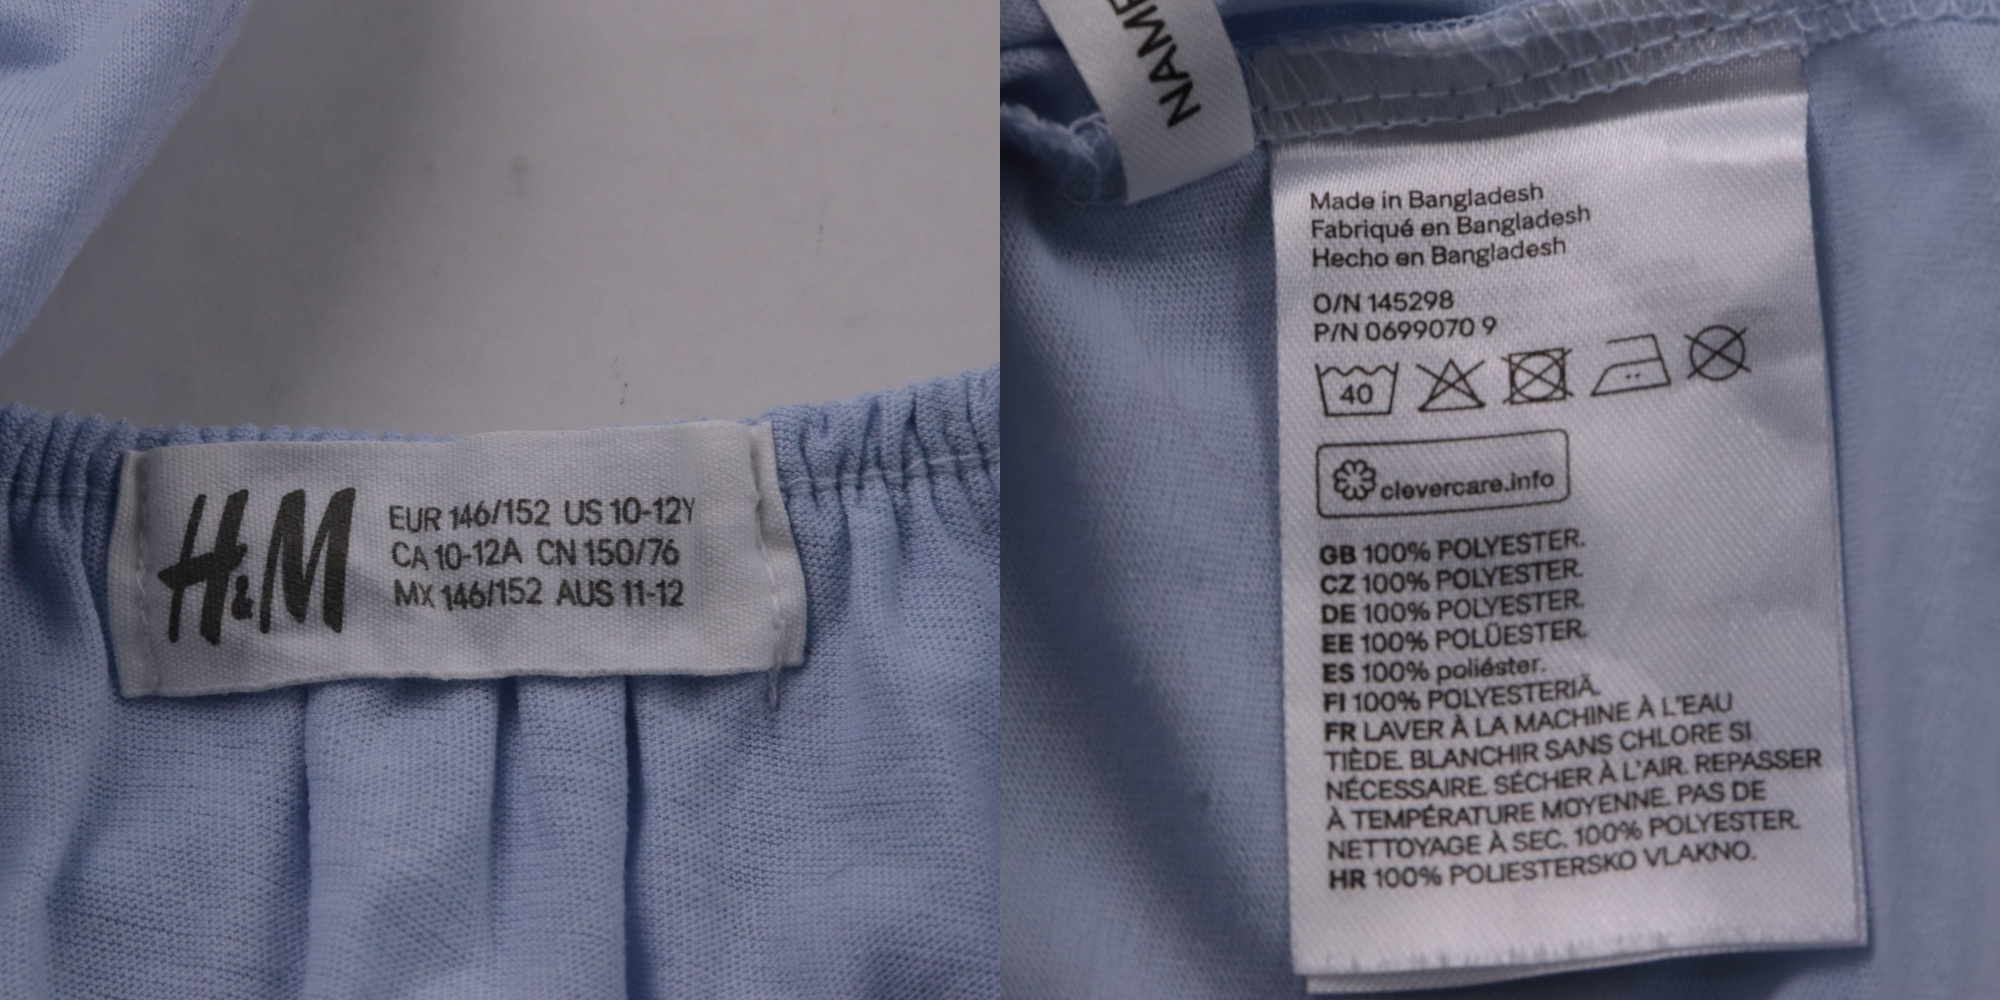 H&M
EUR 146/152 US 10-12Y
CA 10-12A CN 150/76
MX 146/152 AUS 11-12
Made in Bangladesh
Fabriqué en Bangladesh
Hecho en Bangladesh
O/N 145298
P/N 0699070 9
40
clevercare.info
GB 100% POLYESTER.
CZ 100% POLYESTER.
DE 100% POLYESTER.
EE 100% POLÜESTER.
ES 100% poliéster.
FI 100% POLYESTERIÄ.
FR LAVER À LA MACHINE À L'EAU
TIÈDE. BLANCHIR SANS CHLORE SI
NÉCESSAIRE. SÉCHER À L'AIR. REPASSER
À TEMPÉRATURE MOYENNE. PAS DE
NETTOYAGE À SEC. 100% POLYESTER.
HR 100% POLIESTERSKO VLAKNO.